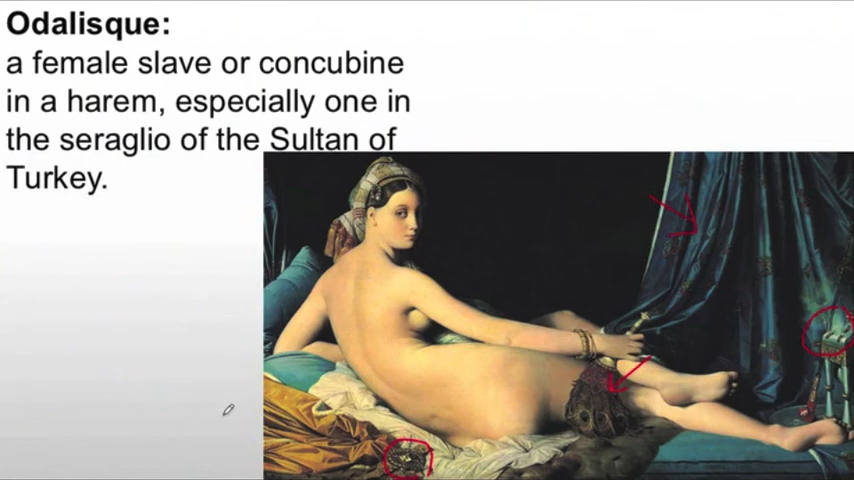 Odalisque:
a female slave or concubine
in a harem, especially one in
the seraglio of the Sultan of
Turkey.